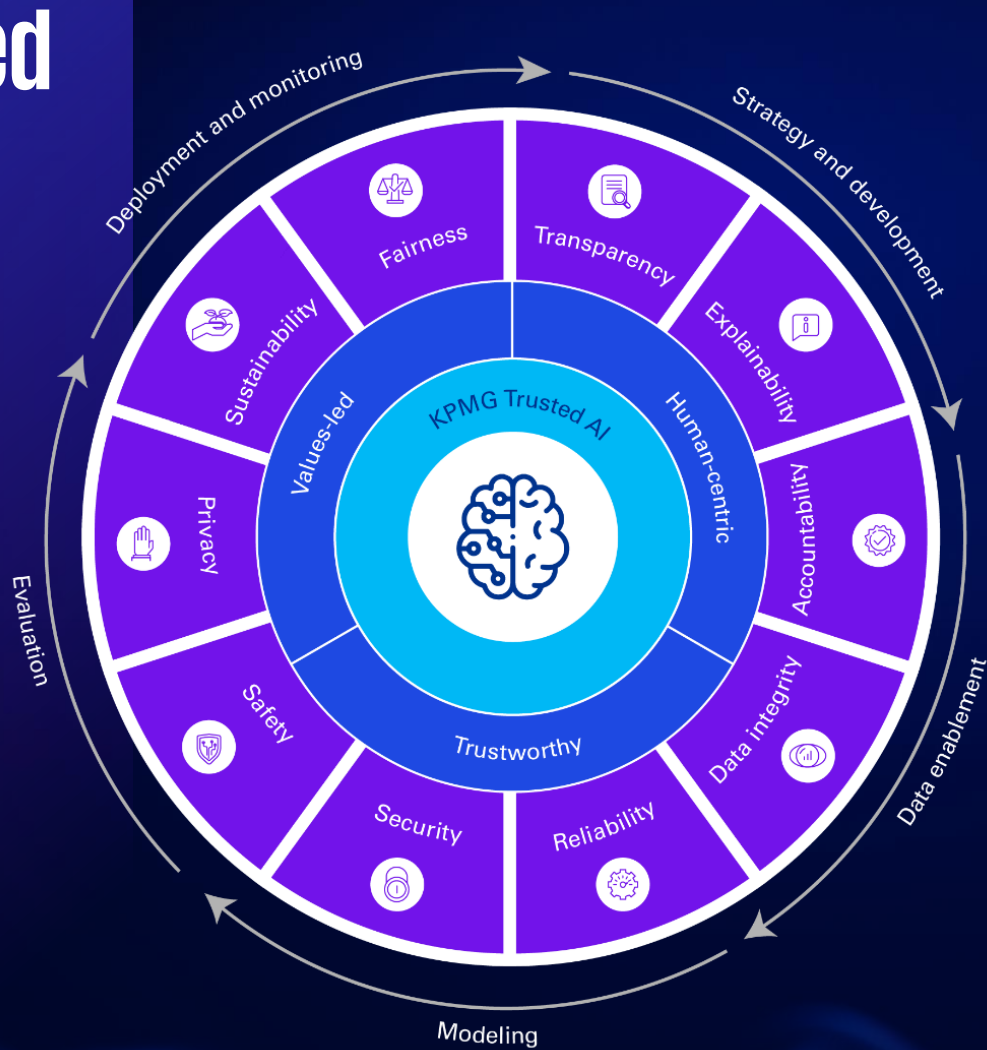 ed
Deployment and monitoring
Strategy and development
Data enablement
Modeling
Evaluation
Fairness
Transparency
Explainability
Accountability
Data integrity
Reliability
Security
Safety
Privacy
Sustainability
Values-led
Human-centric
Trustworthy
KPMG Trusted AI